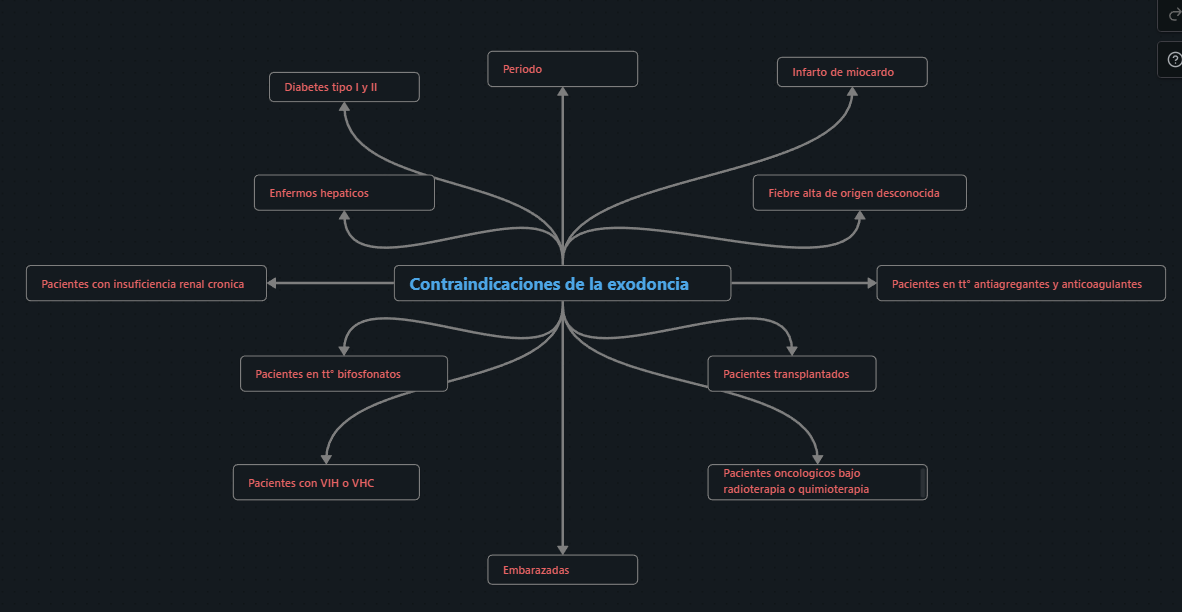 Periodo
Infarto de miocardo
Diabetes tipo I y II
Enfermos hepaticos
Fiebre alta de origen desconocida
Pacientes con insuficiencia renal cronica
Contraindicaciones de la exodoncia
Pacientes en tt° antiagregantes y anticoagulantes
Pacientes en tt° bifosfonatos
Pacientes transplantados
Pacientes con VIH o VHC
Pacientes oncologicos bajo
radioterapia o quimioterapia
Embarazadas